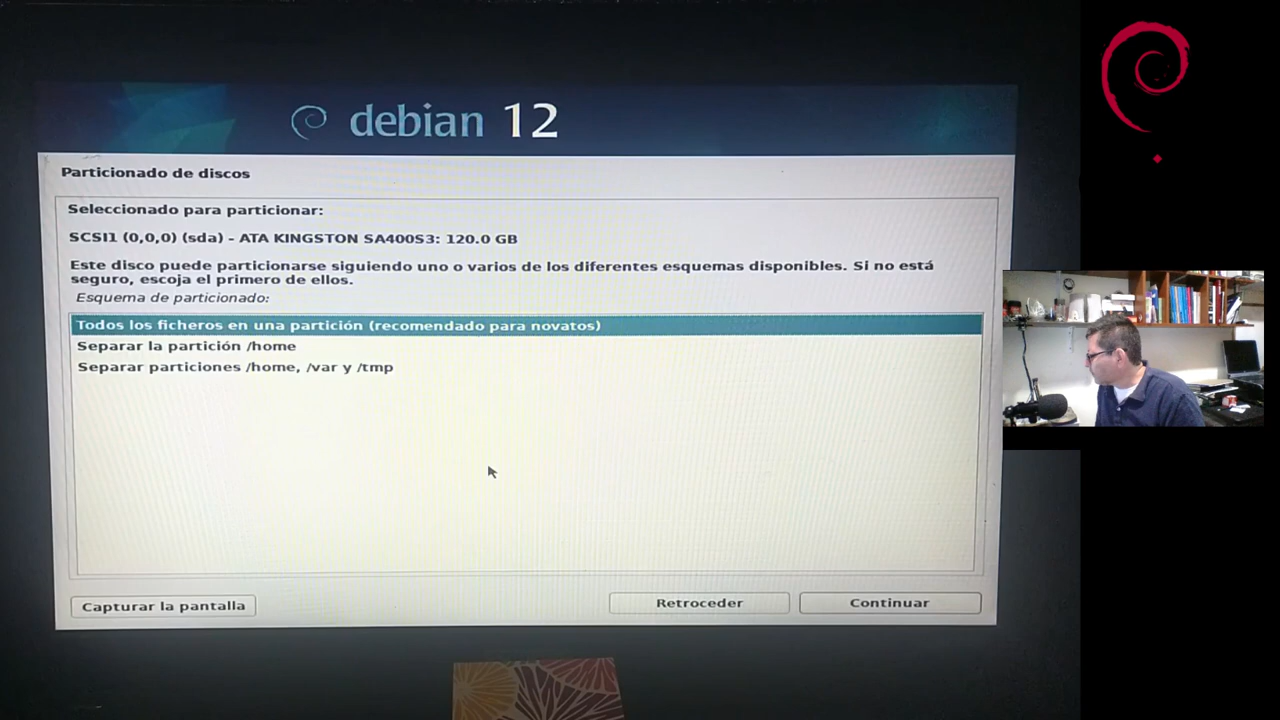 debian 12
Particionado de discos
Seleccionado para particionar:
SCSI1 (0,0,0) (sda) - ATA KINGSTON SA400S3: 120.0 GB
Este disco puede particionarse siguiendo uno o varios de los diferentes esquemas disponibles. Si no está
seguro, escoja el primero de ellos.
Esquema de particionado:
Todos los ficheros en una partición (recomendado para novatos)
Separar la partición /home
Separar particiones /home, /var y /tmp
Capturar la pantalla
Retroceder
Continuar